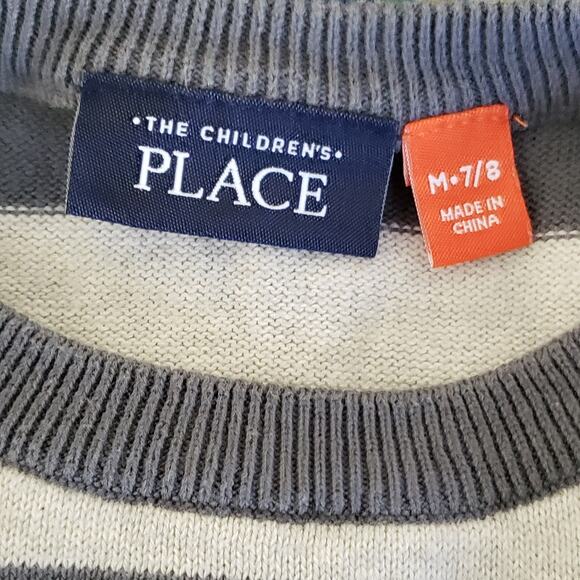 •THE CHILDREN'S•
PLACE
M•7/8
MADE IN
CHINA